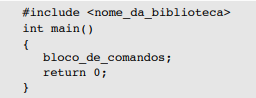 #include <nome_da_biblioteca>
int main()
{
   bloco_de_comandos;
   return 0;
}